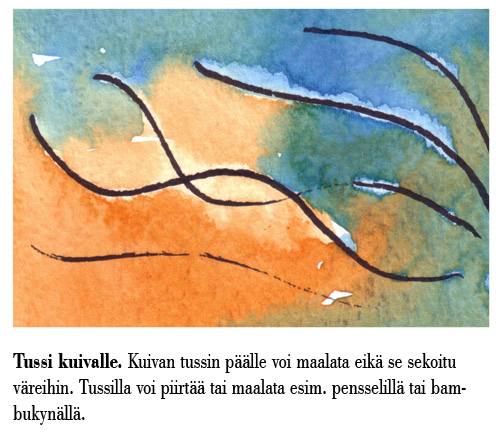 Tussi kuivalle. Kuivan tussin päälle voi maalata eikä se sekoitu
väreihin. Tussilla voi piirtää tai maalata esim. pensselillä tai bam-
bukynällä.